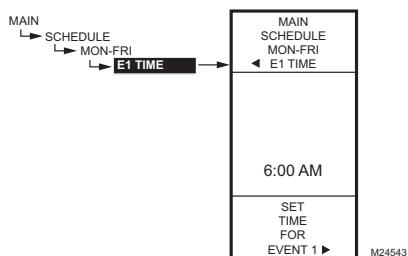 MAIN
SCHEDULE
MON-FRI
E1 TIME
MAIN
SCHEDULE
MON-FRI
◄ E1 TIME
6:00 AM
SET
TIME
FOR
EVENT 1 ►
M24543